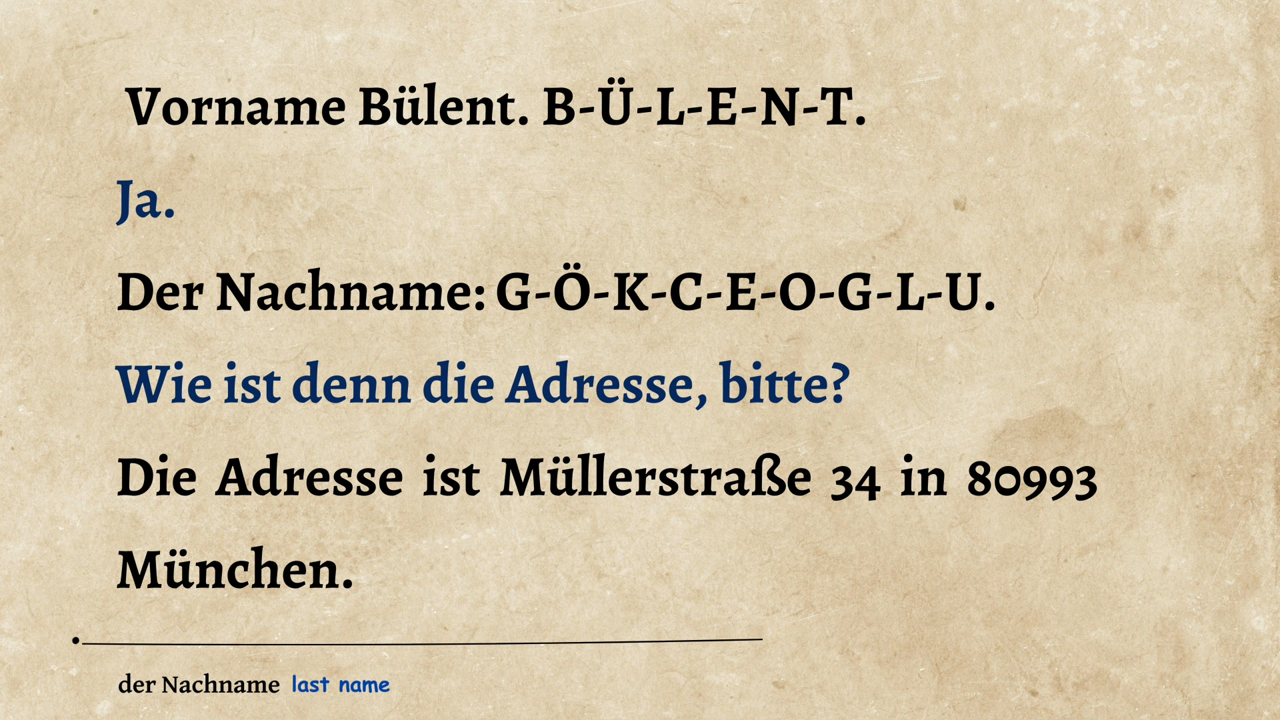 Vorname Bülent. B-Ü-L-E-N-T.
Ja.
Der Nachname: G-Ö-K-C-E-O-G-L-U.
Wie ist denn die Adresse, bitte?
Die Adresse ist Müllerstraße 34 in 80993
München.
der Nachname last name